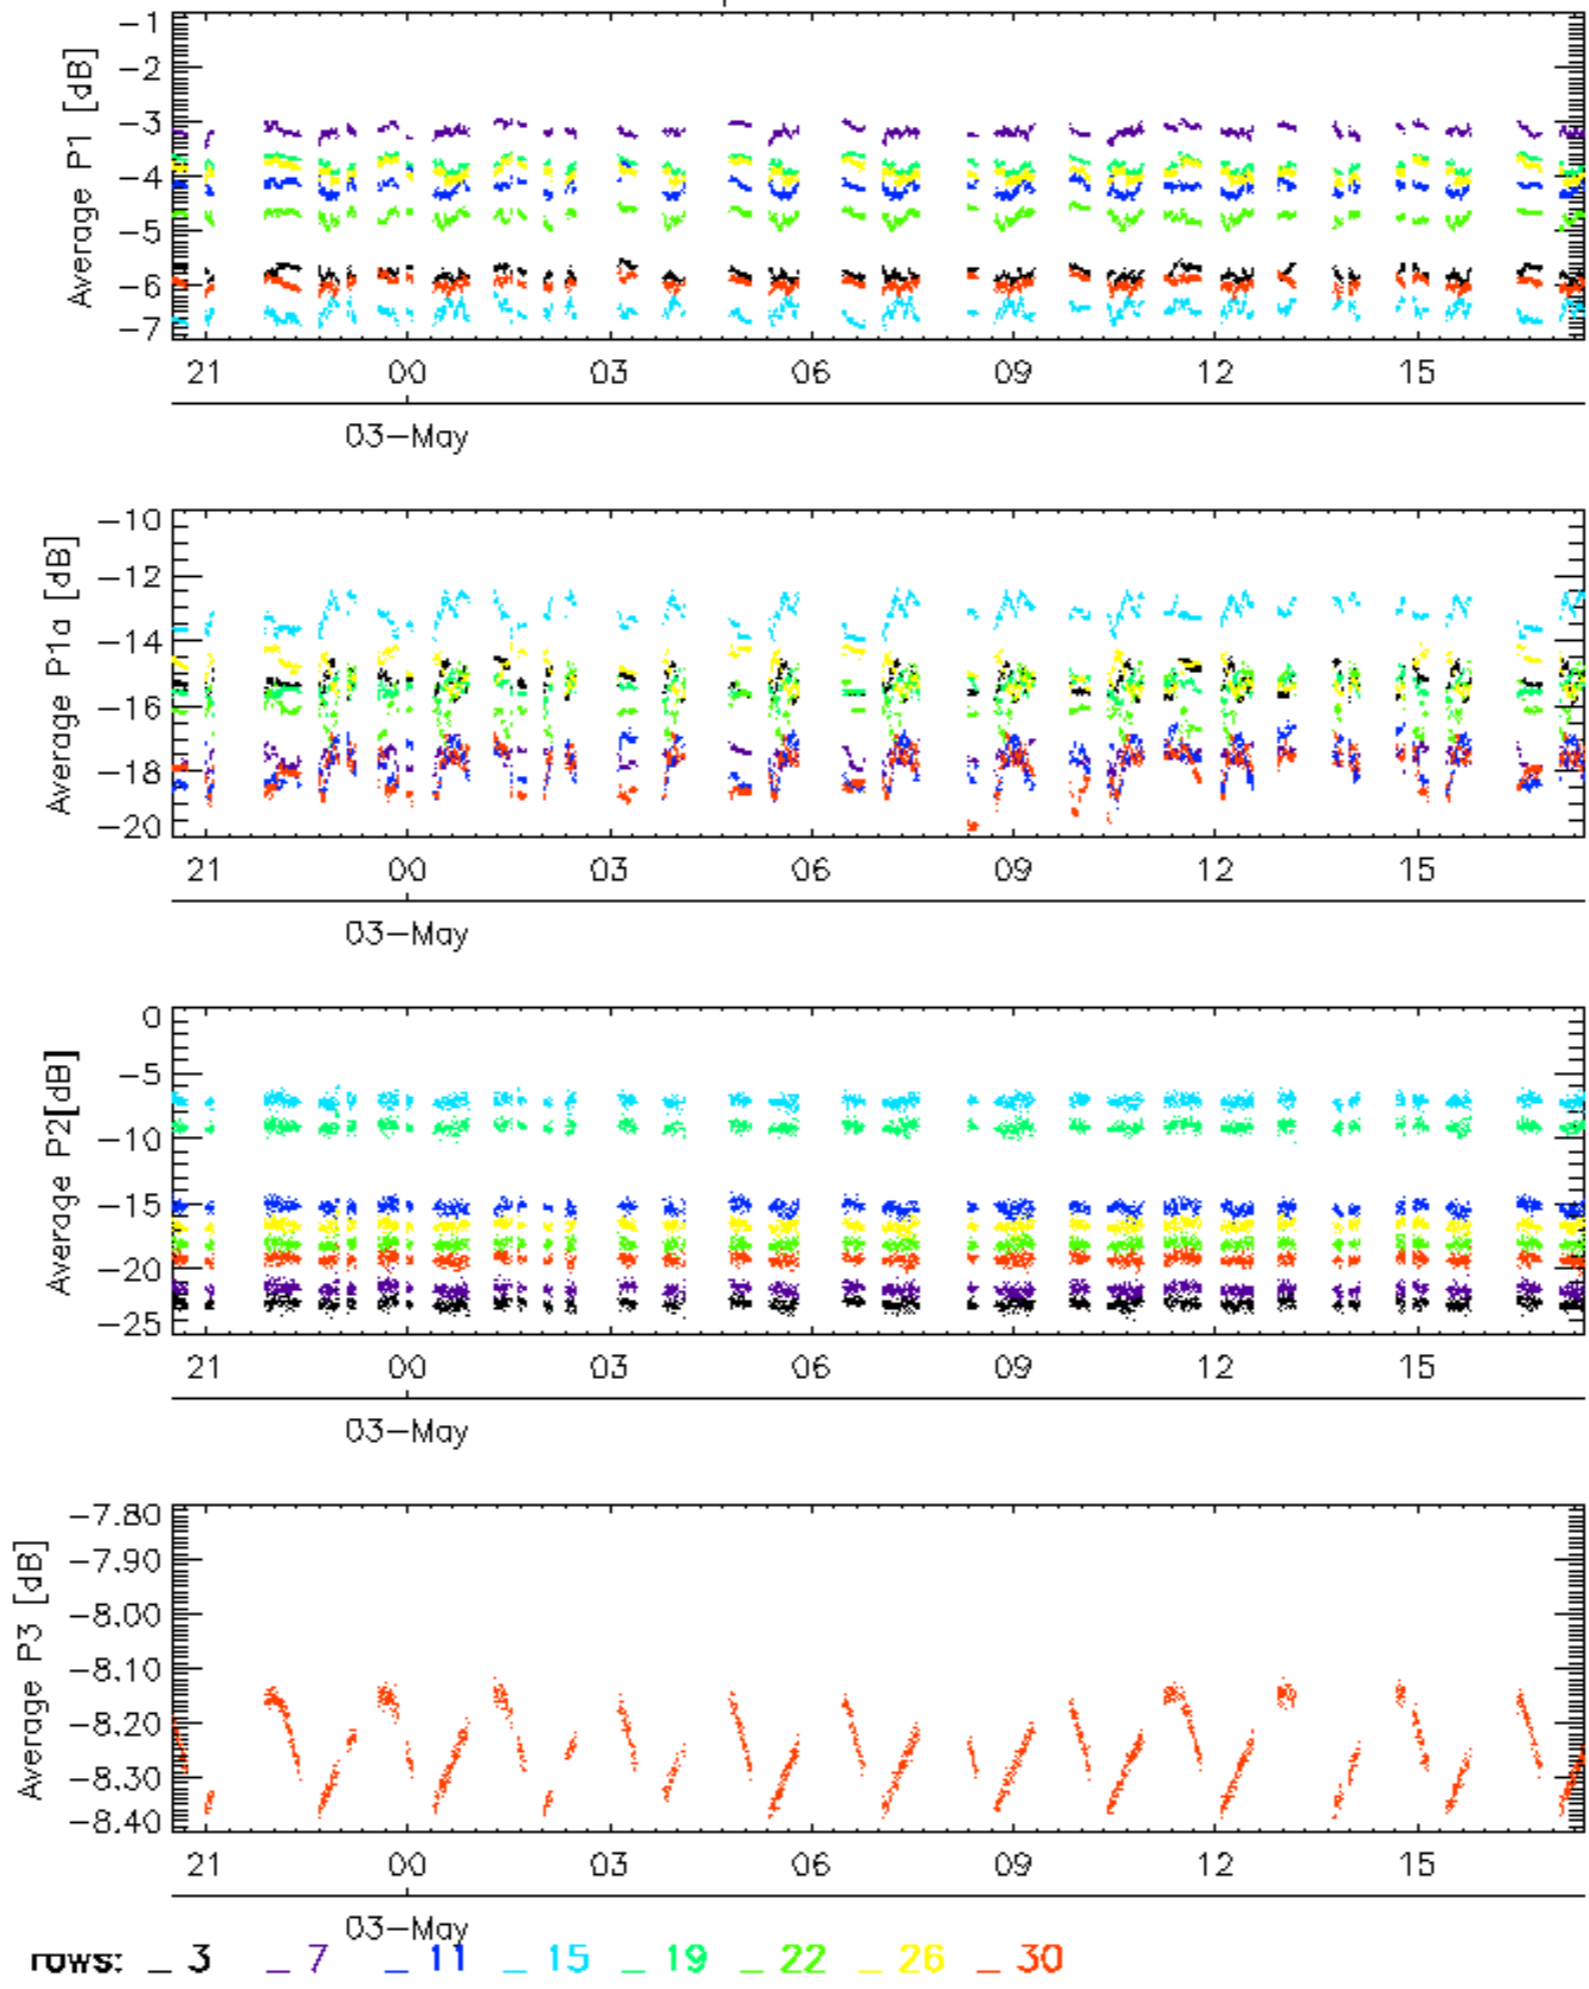 Average P1 [dB]
-1
-2
-3
-4
-5
-6
-7
21 00 03 06 09 12 15
03-May
Average P1a [dB]
-10
-12
-14
-16
-18
-20
21 00 03 06 09 12 15
03-May
Average P2[dB]
0
-5
-10
-15
-20
-25
21 00 03 06 09 12 15
03-May
Average P3 [dB]
-7.80
-7.90
-8.00
-8.10
-8.20
-8.30
-8.40
21 00 03 06 09 12 15
03-May
rows: _ 3 _ 7 _ 11 _ 15 _ 19 _ 22 _ 26 _ 30